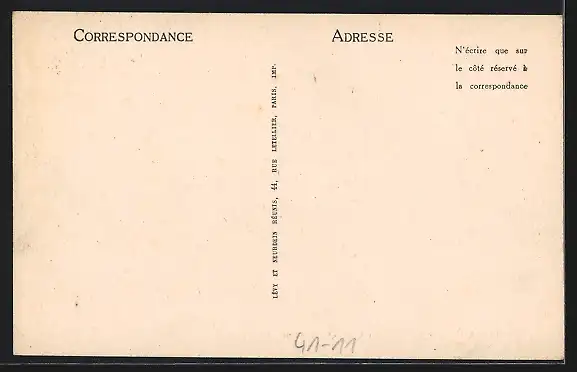 CORRESPONDANCE
ADRESSE
N'écrire que sur
le côté réservé à
la correspondance
LÉVY ET NEURDEIN RÉUNIS, 44, RUE LETELLIER, PARIS, IMP.
41-11